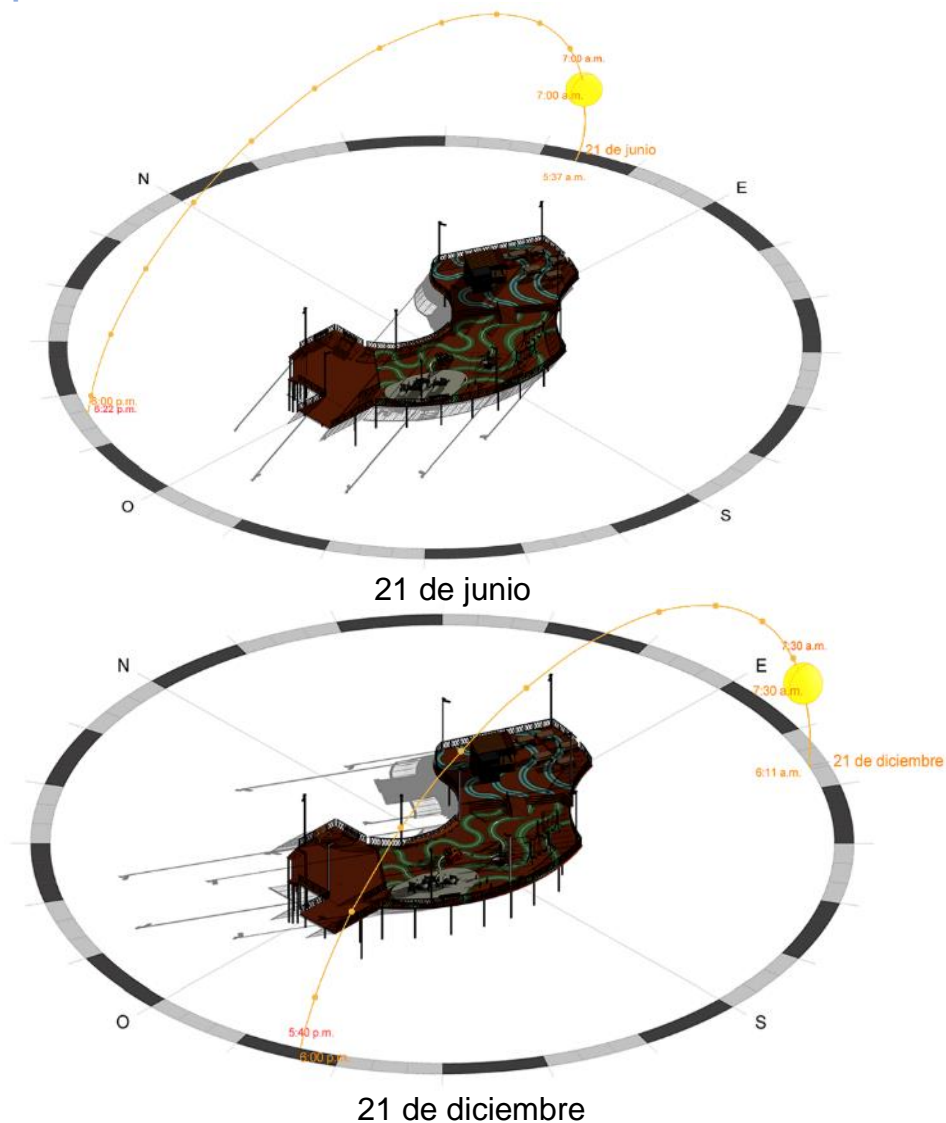 7:00 a.m.
7:00 a.m.
21 de junio
5:37 a.m.
N
E
6:00 p.m.
6:22 p.m.
O
S
21 de junio
7:30 a.m.
N
E
7:30 a.m.
21 de diciembre
6:11 a.m.
O
S
5:40 p.m.
6:00 p.m.
21 de diciembre